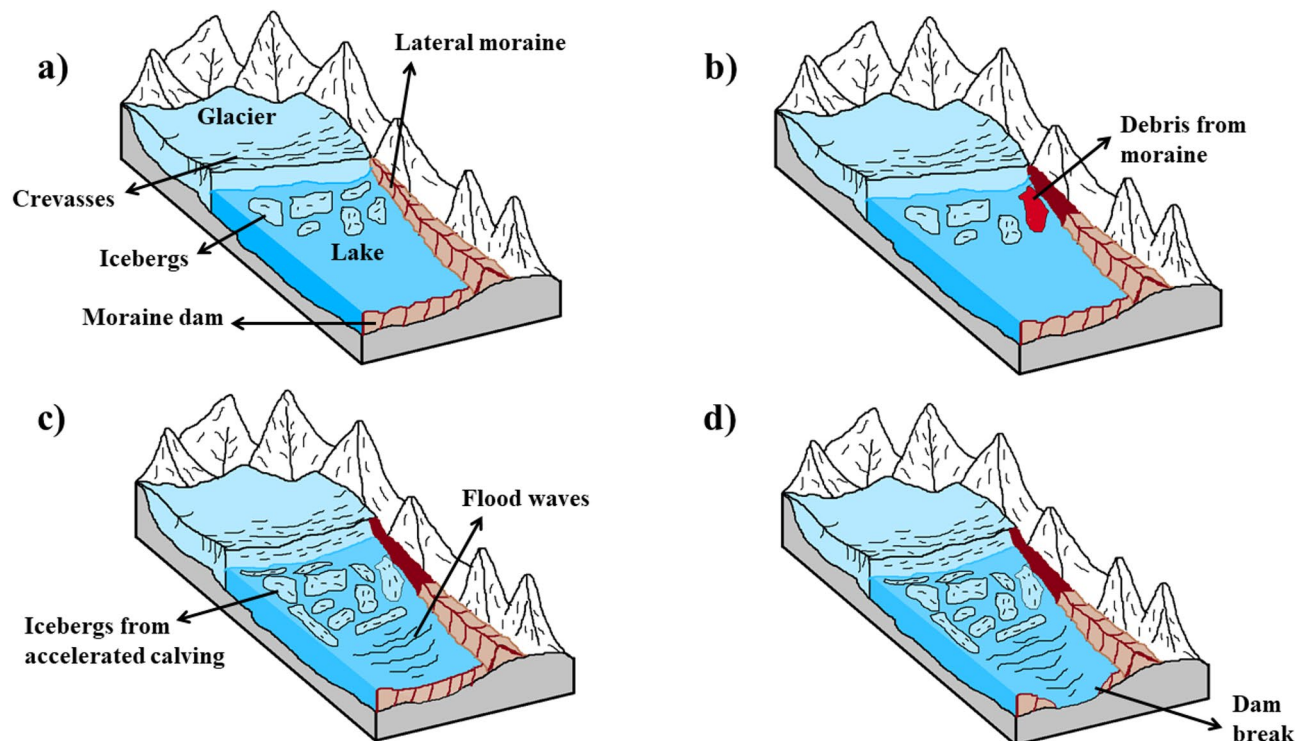 a)
Lateral moraine
Glacier
Crevasses
Icebergs
Lake
Moraine dam
b)
Debris from
moraine
c)
Flood waves
Icebergs from
accelerated calving
d)
Dam
break